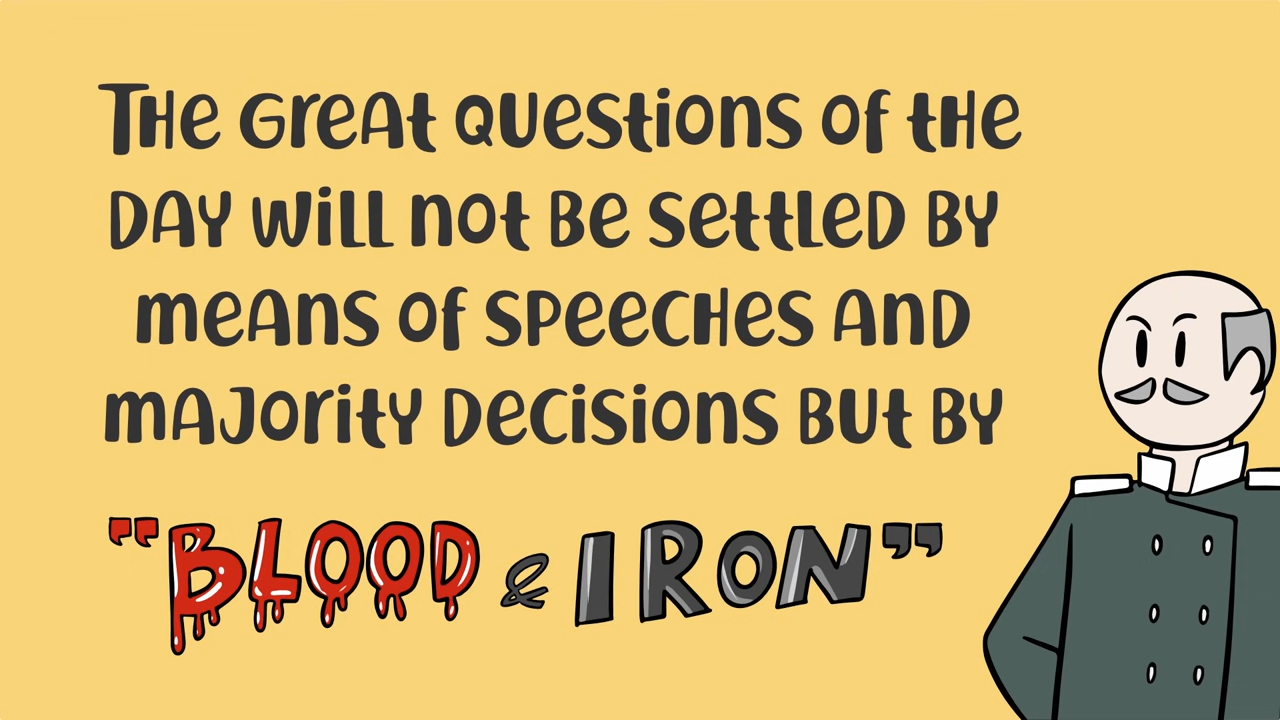 The great questions of the
day will not be settled by
means of speeches and
majority decisions but by
"BLOOD & IRON"